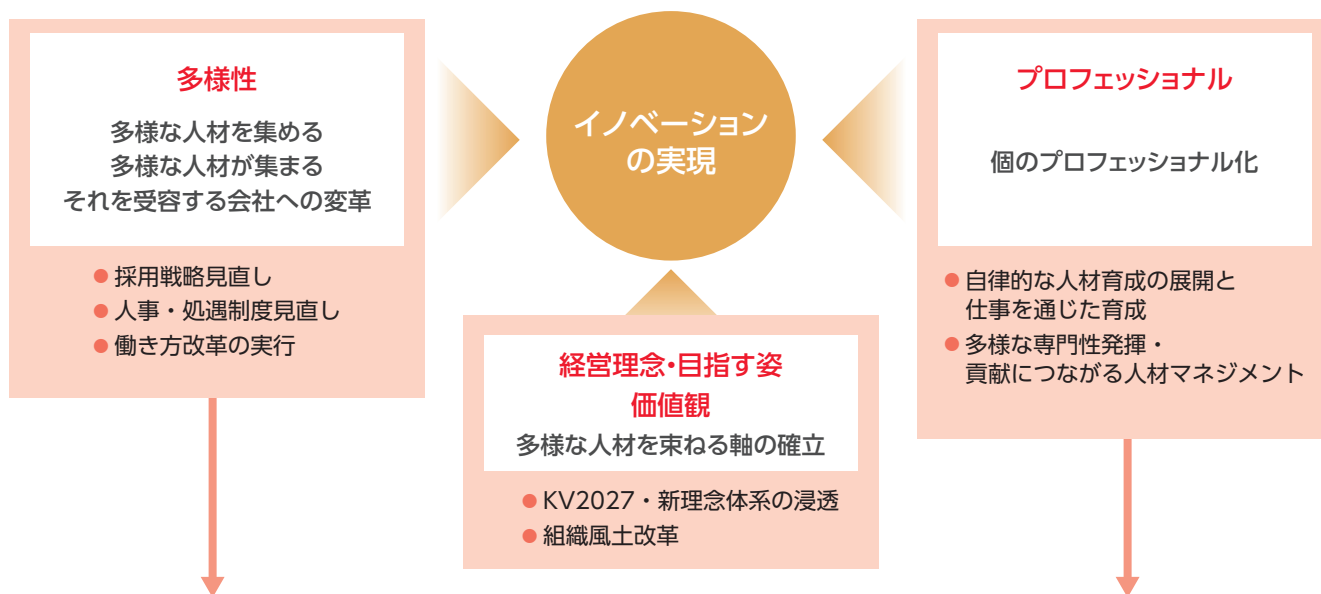 多様性
多様な人材を集める
多様な人材が集まる
それを受容する会社への変革
● 採用戦略見直し
● 人事・処遇制度見直し
● 働き方改革の実行
イノベーション
の実現
経営理念・目指す姿
価値観
多様な人材を束ねる軸の確立
● KV2027・新理念体系の浸透
● 組織風土改革
プロフェッショナル
個のプロフェッショナル化
● 自律的な人材育成の展開と
仕事を通じた育成
● 多様な専門性発揮・
貢献につながる人材マネジメント